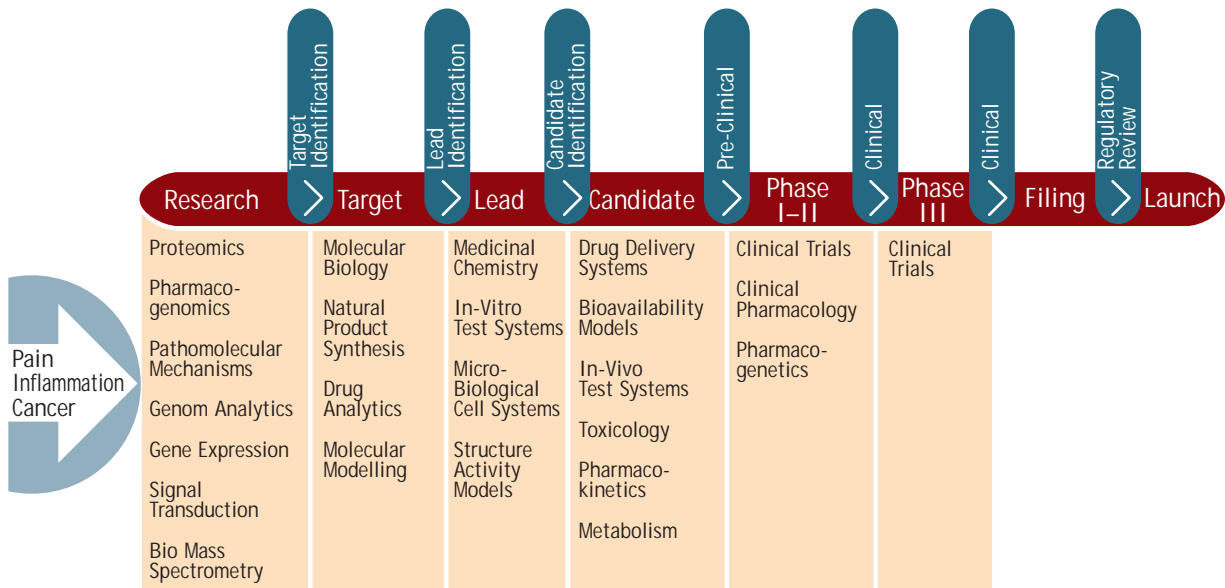 Target
Identification
Lead
Identification
Candidate
Identification
Pre-Clinical
Clinical
Clinical
Regulatory
Review
Research
Target
Lead
Candidate
Phase
I–II
Phase
III
Filing
Launch
Pain
Inflammation
Cancer
Proteomics
Pharmaco-
genomics
Pathomolecular
Mechanisms
Genom Analytics
Gene Expression
Signal
Transduction
Bio Mass
Spectrometry
Molecular
Biology
Natural
Product
Synthesis
Drug
Analytics
Molecular
Modelling
Medicinal
Chemistry
In-Vitro
Test Systems
Micro-
Biological
Cell Systems
Structure
Activity
Models
Drug Delivery
Systems
Bioavailability
Models
In-Vivo
Test Systems
Toxicology
Pharmaco-
kinetics
Metabolism
Clinical Trials
Clinical
Pharmacology
Pharmaco-
genetics
Clinical
Trials